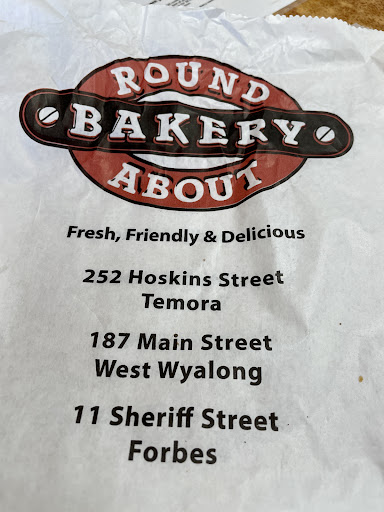 ROUND
BAKERY
ABOUT
Fresh, Friendly & Delicious
252 Hoskins Street
Temora
187 Main Street
West Wyalong
11 Sheriff Street
Forbes